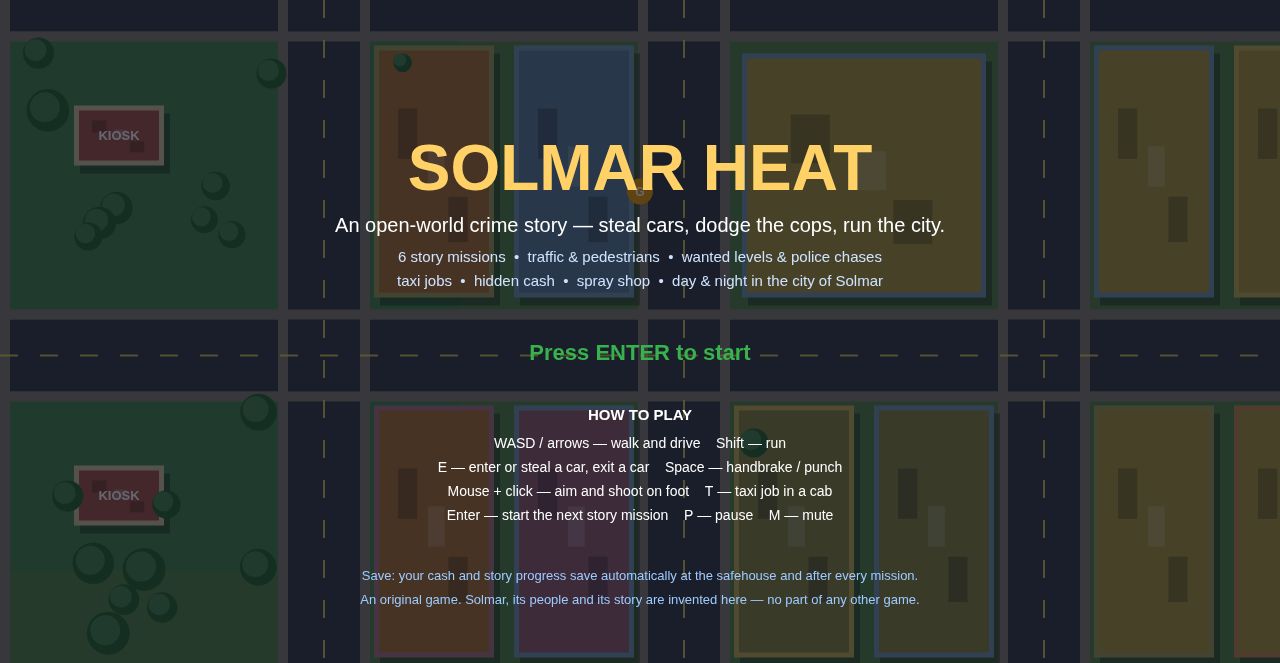 KIOSK
SOLMAR HEAT
An open-world crime story — steal cars, dodge the cops, run the city.
6 story missions • traffic & pedestrians • wanted levels & police chases
taxi jobs • hidden cash • spray shop • day & night in the city of Solmar
Press ENTER to start
HOW TO PLAY
WASD / arrows — walk and drive Shift — run
E — enter or steal a car, exit a car Space — handbrake / punch
Mouse + click — aim and shoot on foot T — taxi job in a cab
KIOSK
Enter — start the next story mission P — pause M — mute
Save: your cash and story progress save automatically at the safehouse and after every mission.
An original game. Solmar, its people and its story are invented here — no part of any other game.